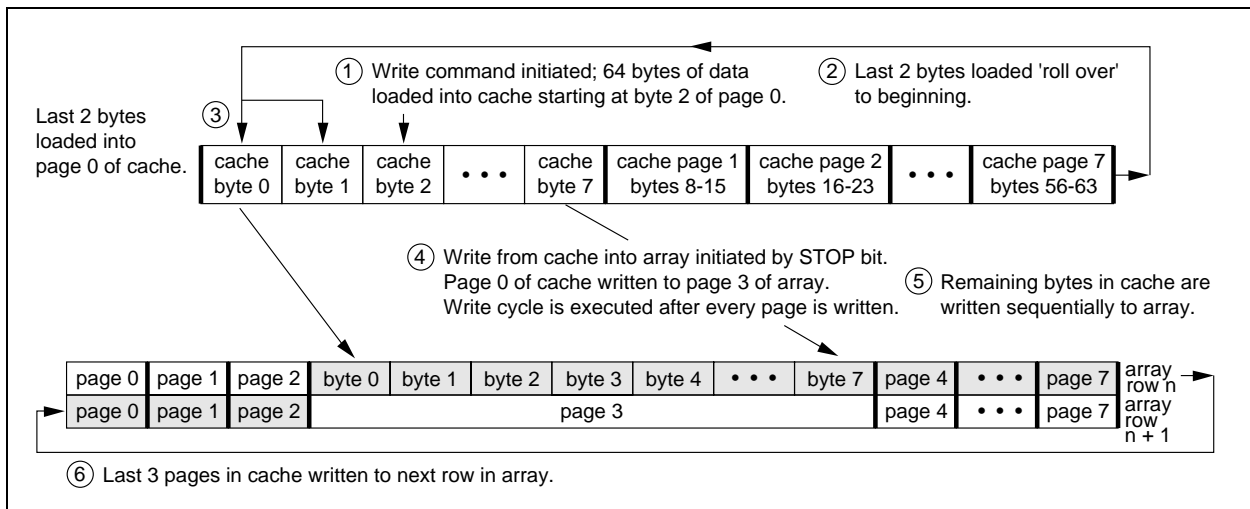 ① Write command initiated; 64 bytes of data
loaded into cache starting at byte 2 of page 0.
② Last 2 bytes loaded 'roll over'
to beginning.
③
Last 2 bytes
loaded into
page 0 of cache.
cache byte 0
cache byte 1
cache byte 2
• • •
cache byte 7
cache page 1 bytes 8-15
cache page 2 bytes 16-23
• • •
cache page 7 bytes 56-63
④ Write from cache into array initiated by STOP bit.
Page 0 of cache written to page 3 of array.
Write cycle is executed after every page is written.
⑤ Remaining bytes in cache are
written sequentially to array.
page 0 page 1 page 2 byte 0 byte 1 byte 2 byte 3 byte 4 • • • byte 7 page 4 • • • page 7 array row n
page 0 page 1 page 2 page 3 page 4 • • • page 7 array row n + 1
⑥ Last 3 pages in cache written to next row in array.